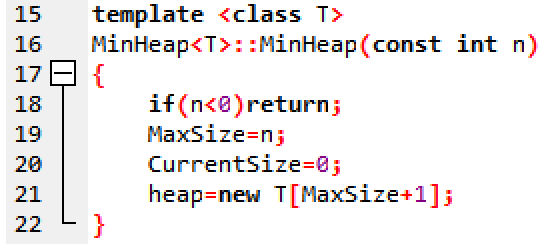 15 template <class T>
16 MinHeap<T>::MinHeap(const int n)
17 {
18 if(n<0)return;
19 MaxSize=n;
20 CurrentSize=0;
21 heap=new T[MaxSize+1];
22 }